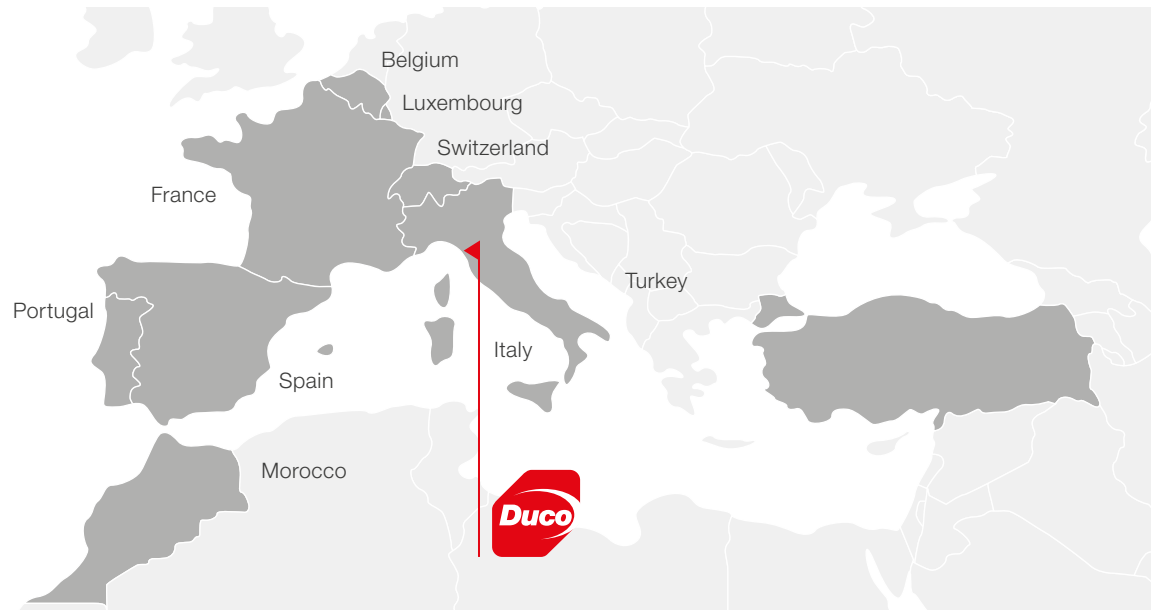 Belgium
Luxembourg
Switzerland
France
Turkey
Portugal
Italy
Spain
Morocco
Duco